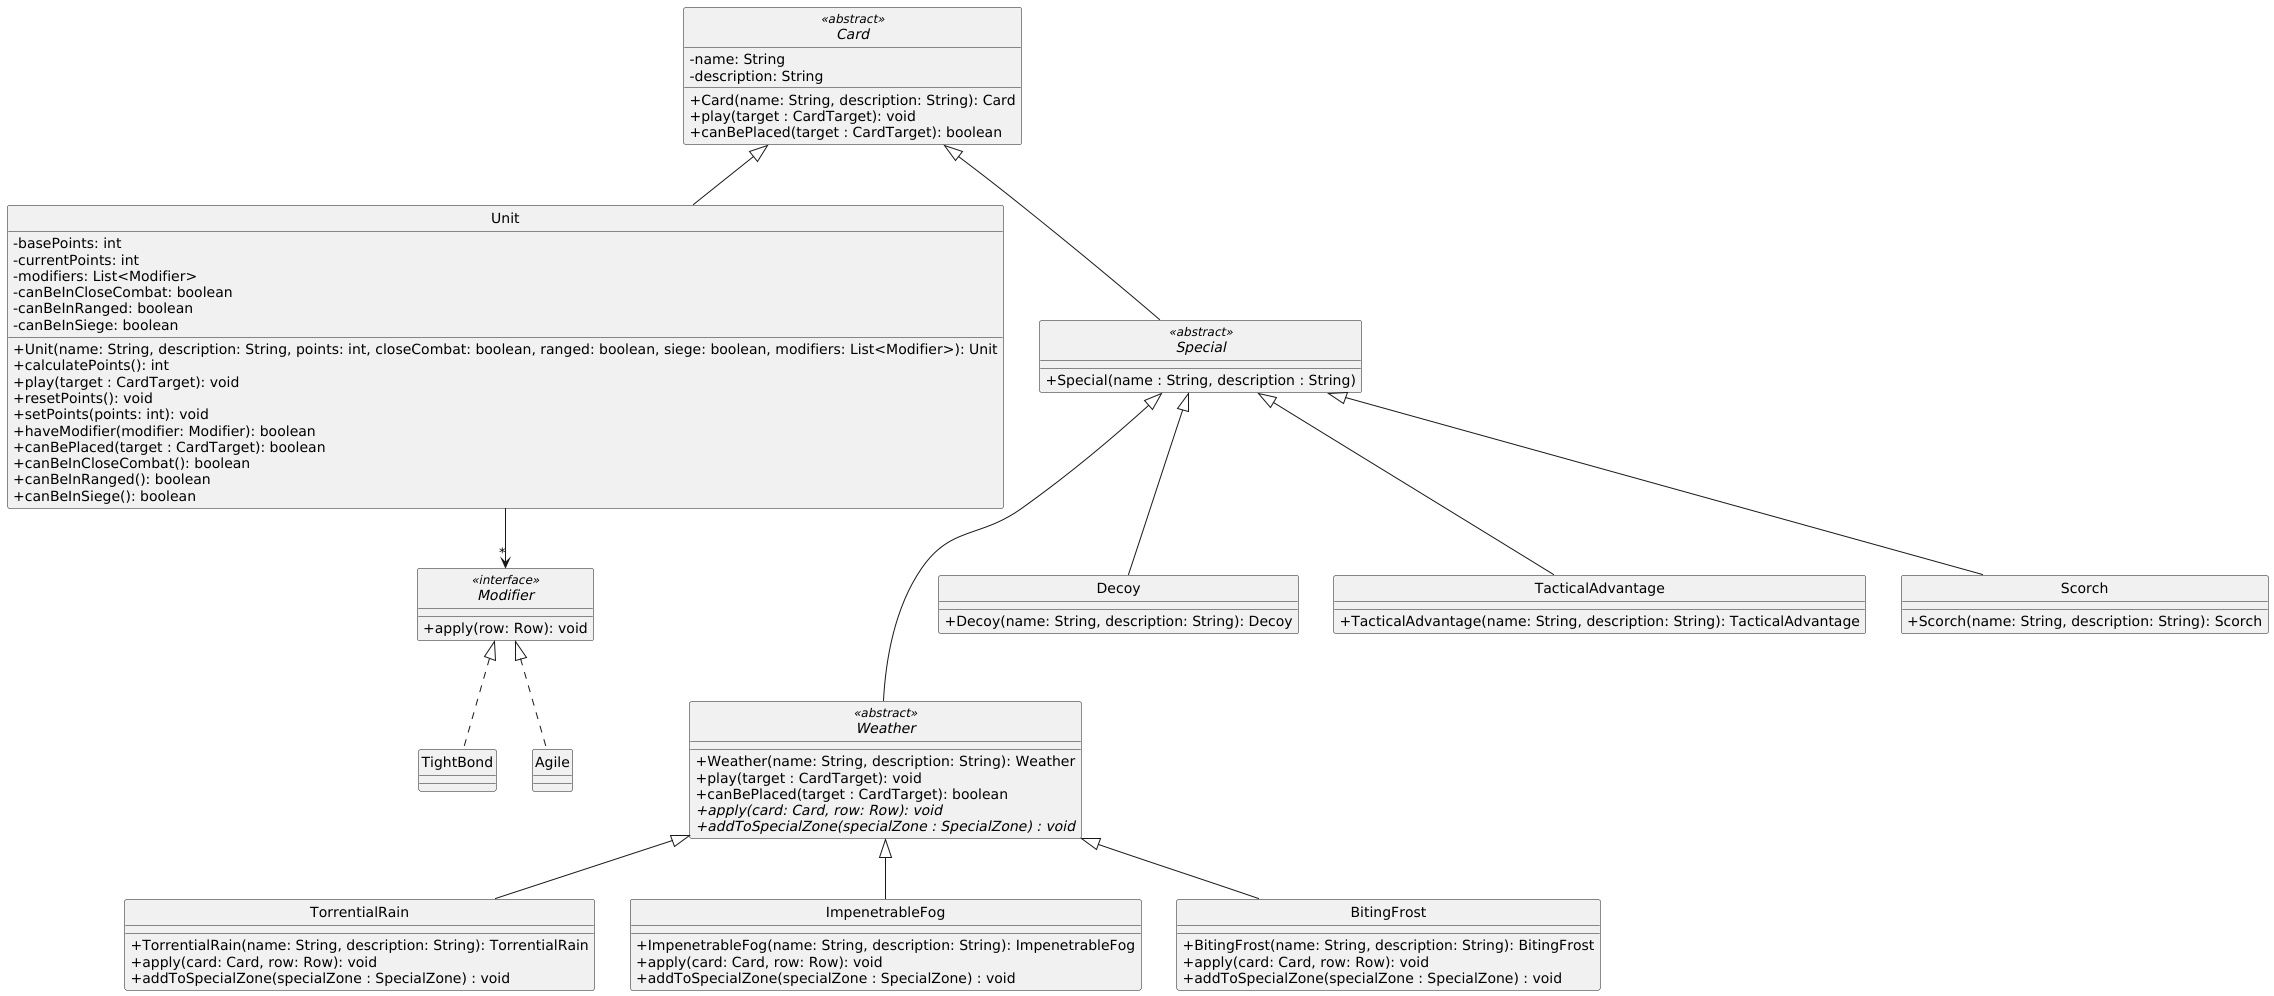 «abstract»
Card
-name: String
-description: String
+Card(name: String, description: String): Card
+play(target : CardTarget): void
+canBePlaced(target : CardTarget): boolean
Unit
-basePoints: int
-currentPoints: int
-modifiers: List<Modifier>
-canBeInCloseCombat: boolean
-canBeInRanged: boolean
-canBeInSiege: boolean
+Unit(name: String, description: String, points: int, closeCombat: boolean, ranged: boolean, siege: boolean, modifiers: List<Modifier>): Unit
+calculatePoints(): int
+play(target : CardTarget): void
+resetPoints(): void
+setPoints(points: int): void
+haveModifier(modifier: Modifier): boolean
+canBePlaced(target : CardTarget): boolean
+canBeInCloseCombat(): boolean
+canBeInRanged(): boolean
+canBeInSiege(): boolean
«abstract»
Special
+Special(name : String, description : String)
*
«interface»
Modifier
+apply(row: Row): void
Decoy
+Decoy(name: String, description: String): Decoy
TacticalAdvantage
+TacticalAdvantage(name: String, description: String): TacticalAdvantage
Scorch
+Scorch(name: String, description: String): Scorch
TightBond
Agile
«abstract»
Weather
+Weather(name: String, description: String): Weather
+play(target : CardTarget): void
+canBePlaced(target : CardTarget): boolean
+apply(card: Card, row: Row): void
+addToSpecialZone(specialZone : SpecialZone) : void
TorrentialRain
+TorrentialRain(name: String, description: String): TorrentialRain
+apply(card: Card, row: Row): void
+addToSpecialZone(specialZone : SpecialZone) : void
ImpenetrableFog
+ImpenetrableFog(name: String, description: String): ImpenetrableFog
+apply(card: Card, row: Row): void
+addToSpecialZone(specialZone : SpecialZone) : void
BitingFrost
+BitingFrost(name: String, description: String): BitingFrost
+apply(card: Card, row: Row): void
+addToSpecialZone(specialZone : SpecialZone) : void